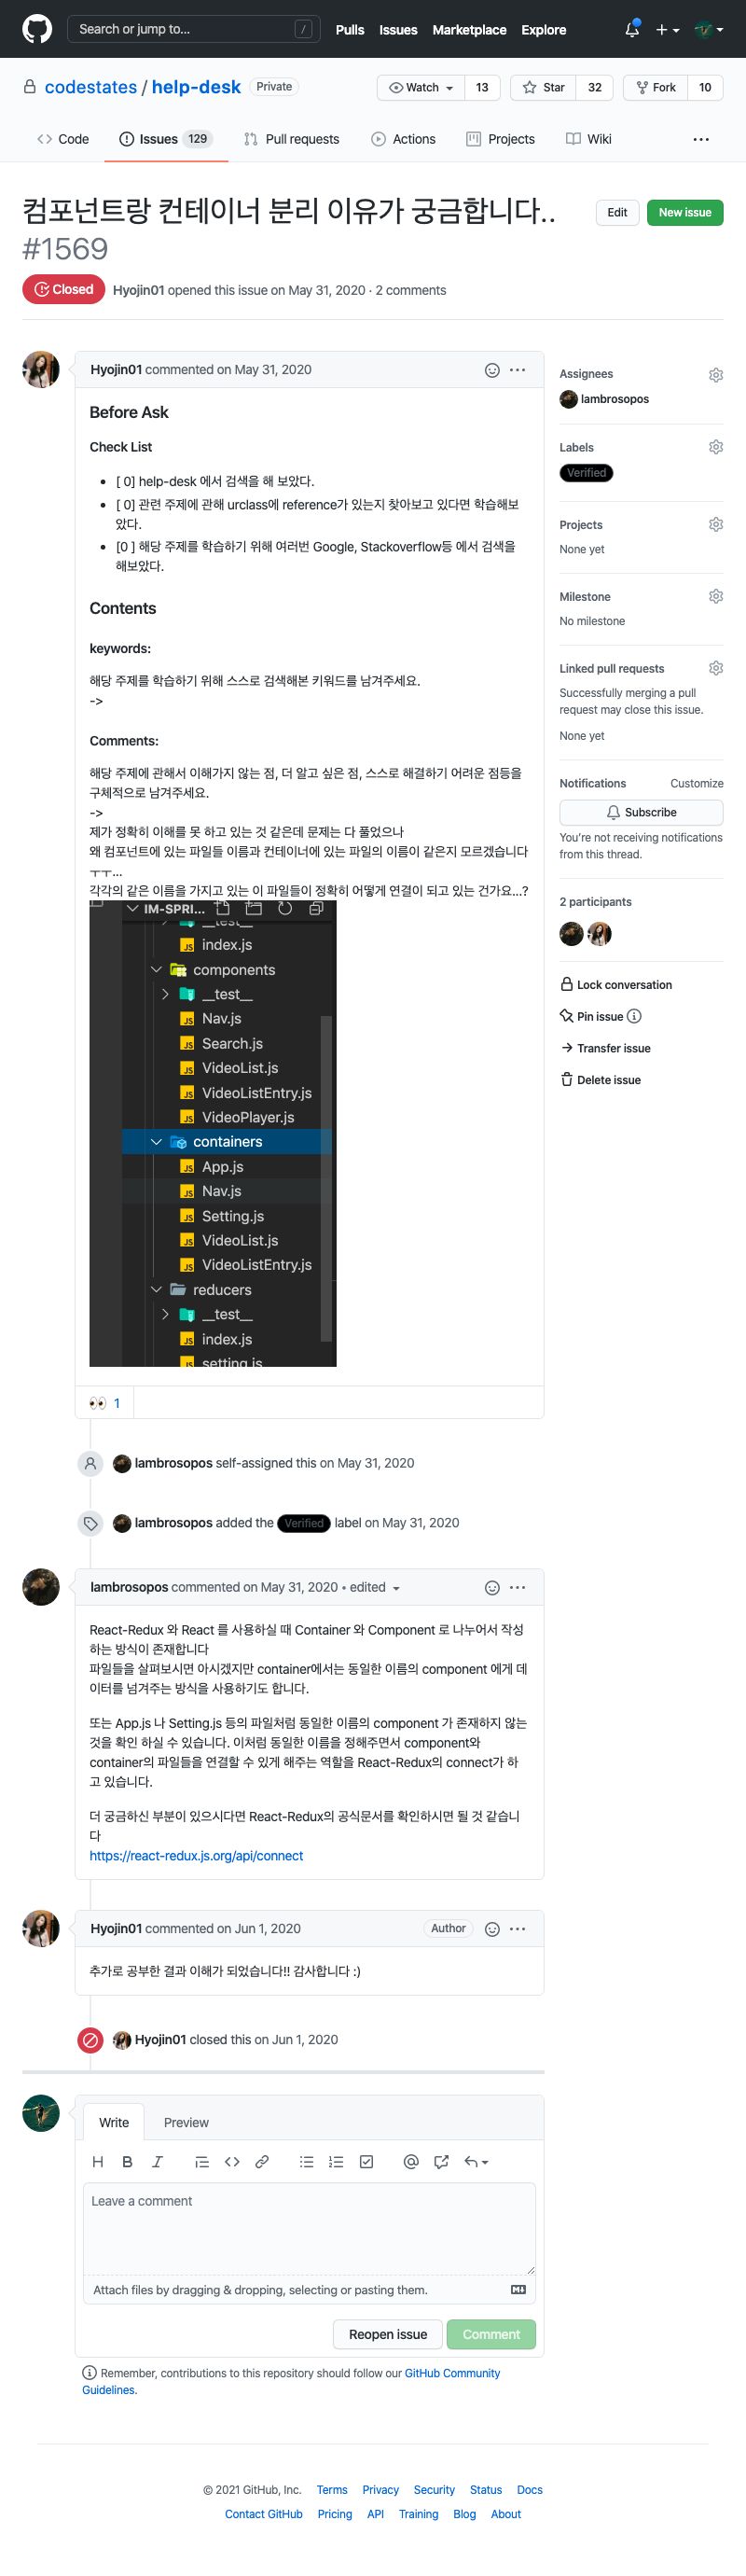 Search or jump to... /
Pulls Issues Marketplace Explore
codestates / help-desk Private
Watch 13 Star 32 Fork 10
Code Issues 129 Pull requests Actions Projects Wiki
컴포넌트랑 컨테이너 분리 이유가 궁금합니다..
#1569
Edit New issue
Closed Hyojin01 opened this issue on May 31, 2020 · 2 comments
Hyojin01 commented on May 31, 2020
Before Ask
Check List
[ 0] help-desk 에서 검색을 해 보았다.
[ 0] 관련 주제에 관해 urclass에 reference가 있는지 찾아보고 있다면 학습해보
았다.
[0 ] 해당 주제를 학습하기 위해 여러번 Google, Stackoverflow등 에서 검색을
해보았다.
Contents
keywords:
해당 주제를 학습하기 위해 스스로 검색해본 키워드를 남겨주세요.
->
Comments:
해당 주제에 관해서 이해가지 않는 점, 더 알고 싶은 점, 스스로 해결하기 어려운 점등을
구체적으로 남겨주세요.
->
제가 정확히 이해를 못 하고 있는 것 같은데 문제는 다 풀었으나
왜 컴포넌트에 있는 파일들 이름과 컨테이너에 있는 파일의 이름이 같은지 모르겠습니다
ㅜㅜ...
각각의 같은 이름을 가지고 있는 이 파일들이 정확히 어떻게 연결이 되고 있는 건가요...?
IM-SPRI...
__test__
index.js
components
__test__
Nav.js
Search.js
VideoList.js
VideoListEntry.js
VideoPlayer.js
containers
App.js
Nav.js
Setting.js
VideoList.js
VideoListEntry.js
reducers
__test__
index.js
setting.js
👀 1
Assignees
lambrosopos
Labels
Verified
Projects
None yet
Milestone
No milestone
Linked pull requests
Successfully merging a pull
request may close this issue.
None yet
Notifications Customize
Subscribe
You're not receiving notifications
from this thread.
2 participants
Lock conversation
Pin issue
Transfer issue
Delete issue
lambrosopos self-assigned this on May 31, 2020
lambrosopos added the Verified label on May 31, 2020
lambrosopos commented on May 31, 2020 • edited
React-Redux 와 React 를 사용하실 때 Container 와 Component 로 나누어서 작성
하는 방식이 존재합니다
파일들을 살펴보시면 아시겠지만 container에서는 동일한 이름의 component 에게 데
이터를 넘겨주는 방식을 사용하기도 합니다.
또는 App.js 나 Setting.js 등의 파일처럼 동일한 이름의 component 가 존재하지 않는
것을 확인 하실 수 있습니다. 이처럼 동일한 이름을 정해주면서 component와
container의 파일들을 연결할 수 있게 해주는 역할을 React-Redux의 connect가 하
고 있습니다.
더 궁금하신 부분이 있으시다면 React-Redux의 공식문서를 확인하시면 될 것 같습니
다
https://react-redux.js.org/api/connect
Hyojin01 commented on Jun 1, 2020 Author
추가로 공부한 결과 이해가 되었습니다!! 감사합니다 :)
Hyojin01 closed this on Jun 1, 2020
Write Preview
Leave a comment
Attach files by dragging & dropping, selecting or pasting them.
Reopen issue Comment
Remember, contributions to this repository should follow our GitHub Community
Guidelines.
© 2021 GitHub, Inc. Terms Privacy Security Status Docs
Contact GitHub Pricing API Training Blog About